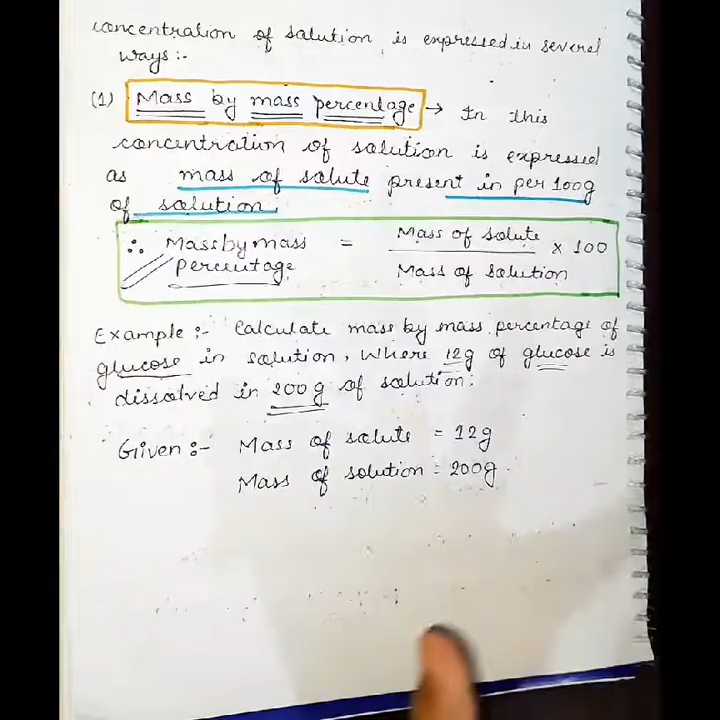 concentration of solution is expressed in several
ways :-
(1) Mass by mass percentage → In this
concentration of solution is expressed
as mass of solute present in per 100g
of solution.
∴ Mass by mass = Mass of solute × 100
percentage Mass of solution
Example :- Calculate mass by mass percentage of
glucose in solution, Where 12g of glucose is
dissolved in 200g of solution.
Given :- Mass of solute = 12g
Mass of solution = 200g.